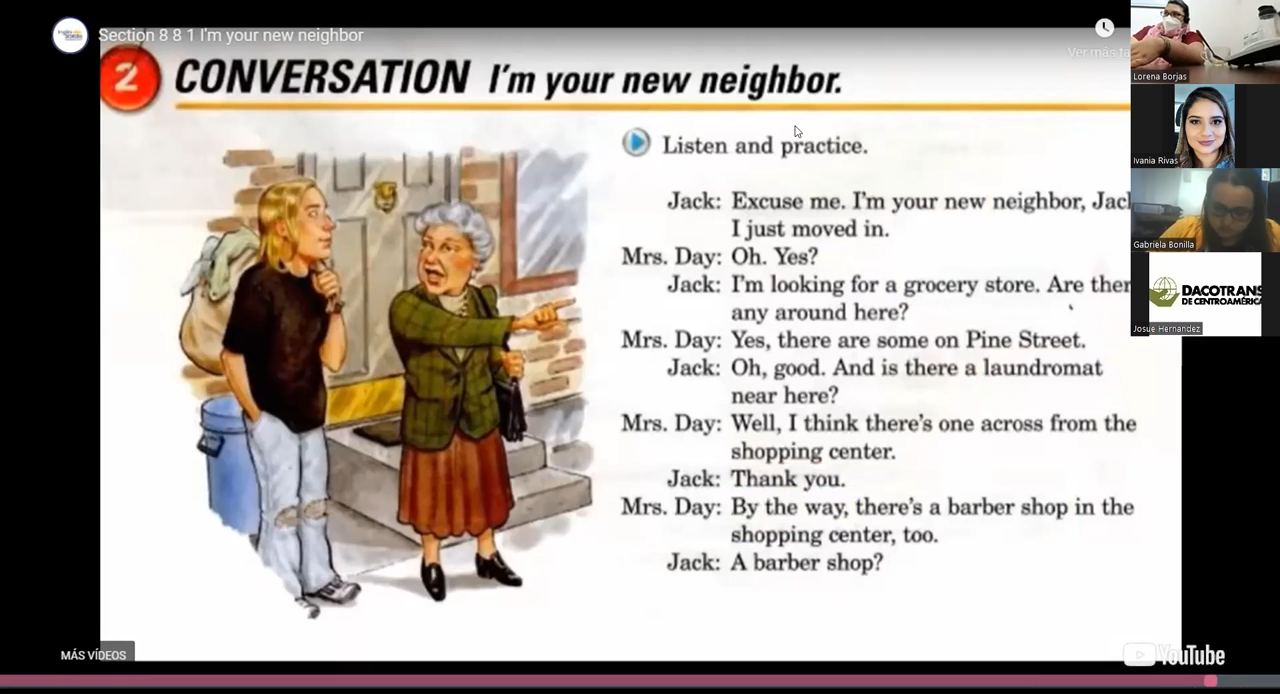 Section 8 8 1 I'm your new neighbor
2 CONVERSATION I'm your new neighbor.
Listen and practice.
Jack: Excuse me. I'm your new neighbor, Jack
I just moved in.
Mrs. Day: Oh. Yes?
Jack: I'm looking for a grocery store. Are ther
any around here?
Mrs. Day: Yes, there are some on Pine Street.
Jack: Oh, good. And is there a laundromat
near here?
Mrs. Day: Well, I think there's one across from the
shopping center.
Jack: Thank you.
Mrs. Day: By the way, there's a barber shop in the
shopping center, too.
Jack: A barber shop?
Ver más ta
Lorena Borjas
Ivania Rivas
Gabriela Bonilla
DACOTRANS
DE CENTROAMÉRICA
Josue Hernandez
MÁS VÍDEOS
YouTube